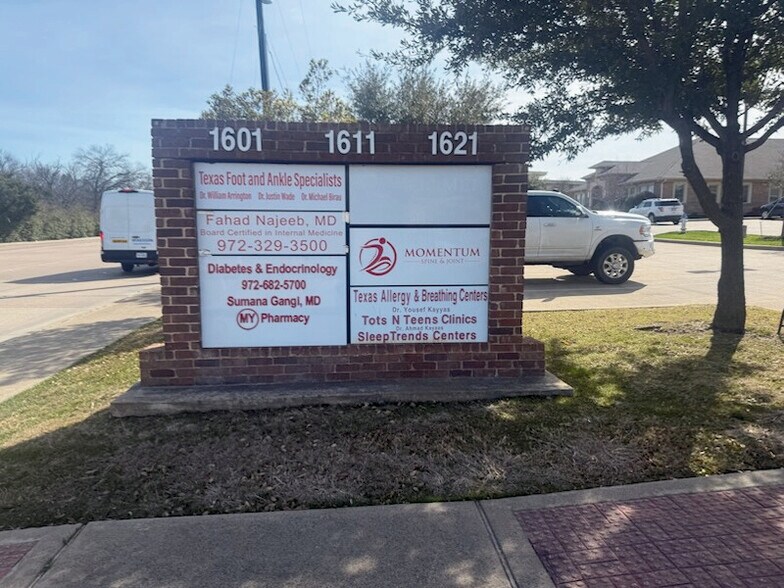 1601 1611 1621
Texas Foot and Ankle Specialists
Dr. William Arrington Dr. Justin Wade Dr. Michael Biras
Fahad Najeeb, MD
Board Certified in Internal Medicine
972-329-3500
Diabetes & Endocrinology
972-682-5700
Sumana Gangi, MD
MY Pharmacy
MOMENTUM
SPINE & JOINT
Texas Allergy & Breathing Centers
Dr. Yousef Kayyas
Tots N Teens Clinics
Dr. Ahmad Kayyas
SleepTrends Centers